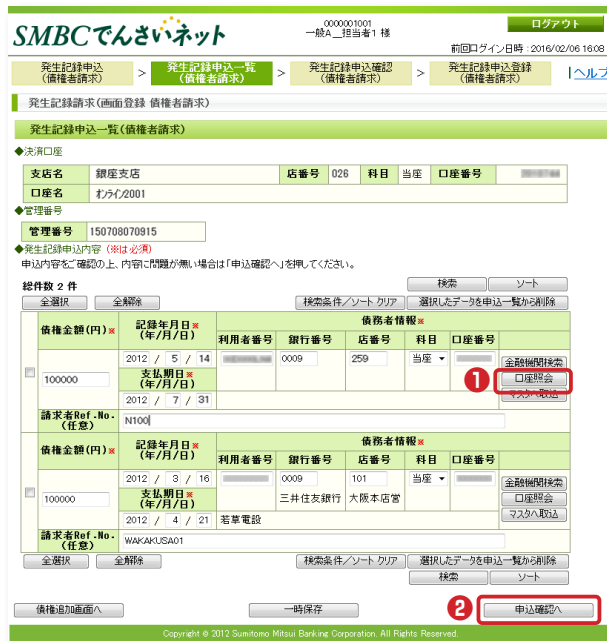 SMBCでんさいネット
0000001001
一般A＿担当者1 様
ログアウト
前回ログイン日時：2016/02/06 16:08
発生記録申込（債権者請求） > 発生記録申込一覧（債権者請求） > 発生記録申込確認（債権者請求） > 発生記録申込登録（債権者請求）
ヘルプ
発生記録請求(画面登録 債権者請求)
発生記録申込一覧(債権者請求)
◆決済口座
支店名 銀座支店 店番号 026 科目 当座 口座番号
口座名 ｵﾝﾗｲﾝ2001
◆管理番号
管理番号 150708070915
◆発生記録申込内容 (※は必須)
申込内容をご確認の上、内容に問題が無い場合は「申込確認へ」を押してください。
総件数 2 件
検索 ソート
全選択 全解除 検索条件／ソート クリア 選択したデータを申込一覧から削除
債権金額(円)※ 記録年月日※(年/月/日) 債務者情報※
利用者番号 銀行番号 店番号 科目 口座番号
2012 / 5 / 14 0009 259 当座
金融機関検索
100000 支払期日※(年/月/日)
❶ 口座照会
2012 / 7 / 31
マスタへ取込
請求者Ref.No.(任意) N100
債権金額(円)※ 記録年月日※(年/月/日) 債務者情報※
利用者番号 銀行番号 店番号 科目 口座番号
2012 / 3 / 16 0009 101 当座
金融機関検索
100000 支払期日※(年/月/日) 三井住友銀行 大阪本店営 口座照会
2012 / 4 / 21 若草電設 マスタへ取込
請求者Ref.No.(任意) WAKAKUSA01
全選択 全解除 検索条件／ソート クリア 選択したデータを申込一覧から削除
検索 ソート
債権追加画面へ 一時保存 ❷ 申込確認へ
Copyright © 2012 Sumitomo Mitsui Banking Corporation. All Rights Reserved.